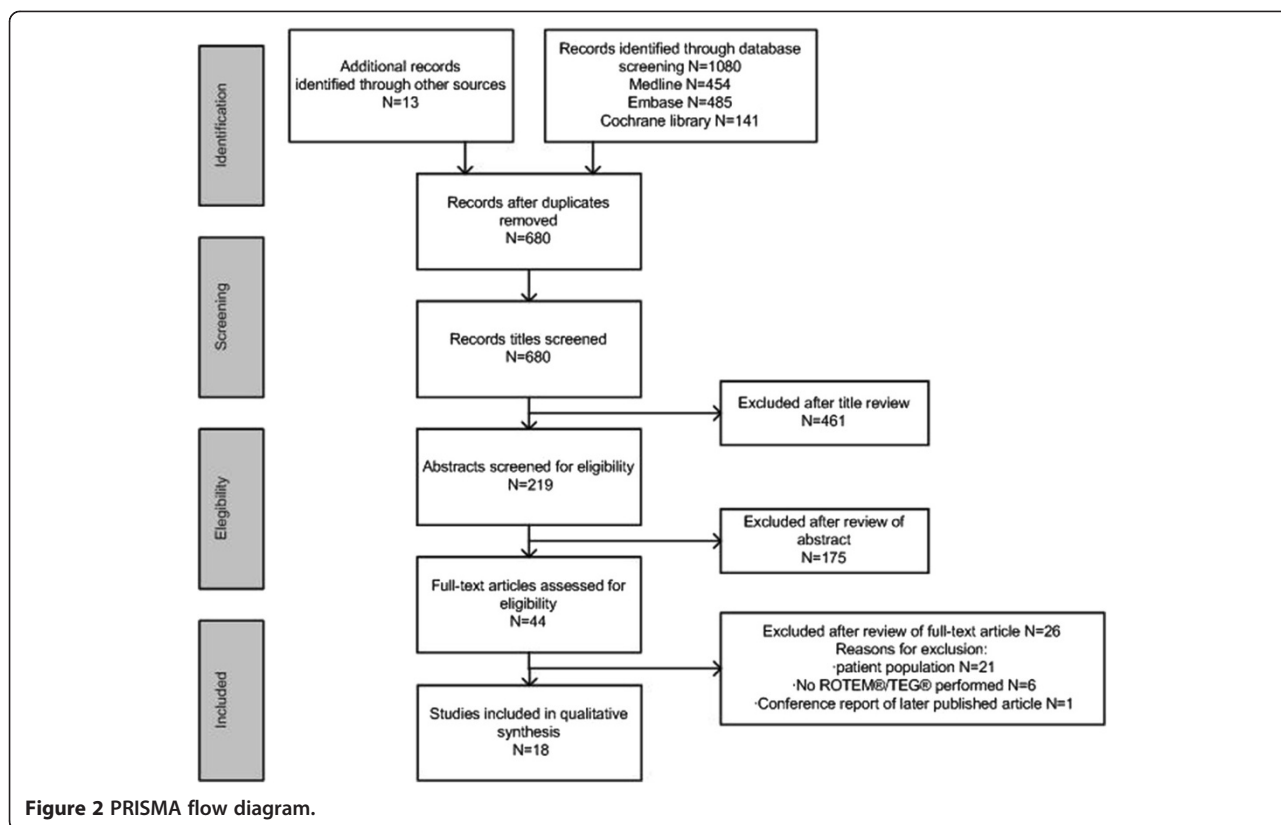 Identification
Additional records
identified through other sources
N=13
Records identified through database
screening N=1080
Medline N=454
Embase N=485
Cochrane library N=141
Records after duplicates
removed
N=680
Screening
Records titles screened
N=680
Excluded after title review
N=461
Elegibility
Abstracts screened for eligibility
N=219
Excluded after review of
abstract
N=175
Full-text articles assessed for
eligibility
N=44
Excluded after review of full-text article N=26
Reasons for exclusion:
·patient population N=21
·No ROTEM®/TEG® performed N=6
·Conference report of later published article N=1
Included
Studies included in qualitative
synthesis
N=18
Figure 2 PRISMA flow diagram.